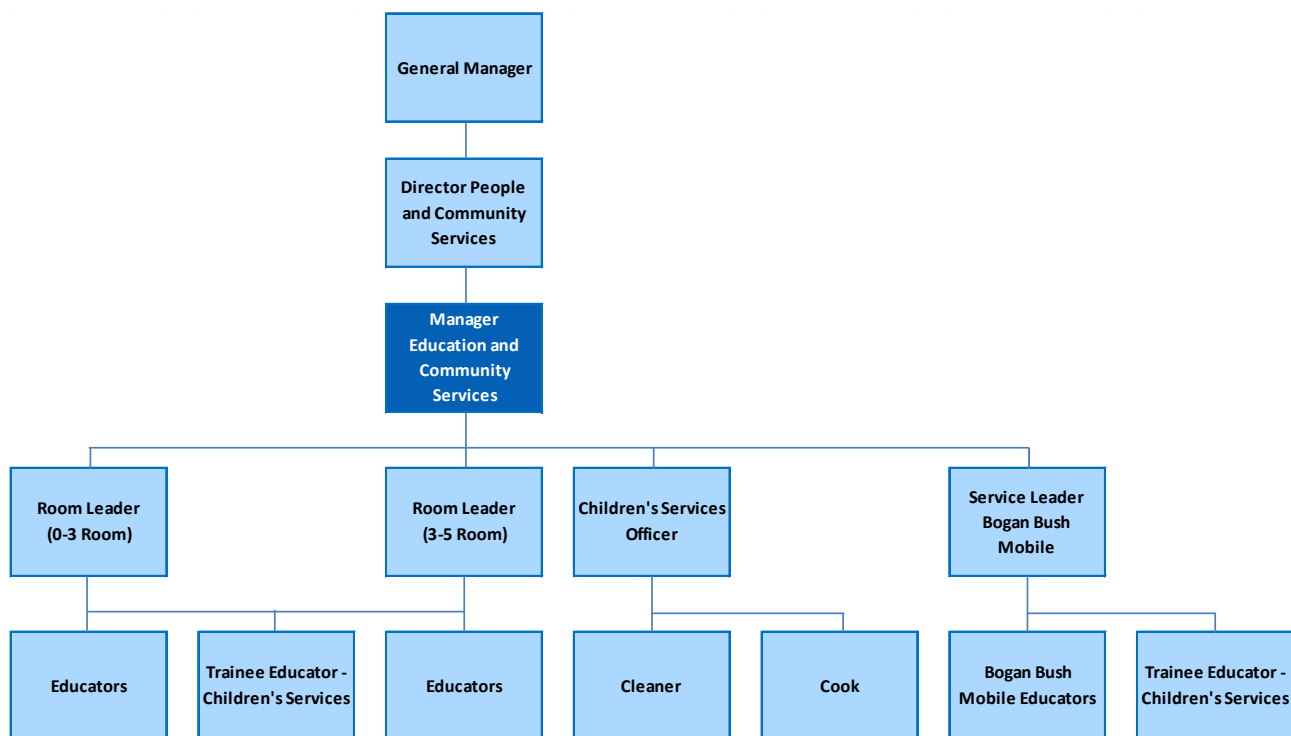 General Manager
Director People
and Community
Services
Manager
Education and
Community
Services
Room Leader
(0-3 Room)
Room Leader
(3-5 Room)
Children's Services
Officer
Service Leader
Bogan Bush
Mobile
Educators
Trainee Educator -
Children's Services
Educators
Cleaner
Cook
Bogan Bush
Mobile Educators
Trainee Educator -
Children's Services